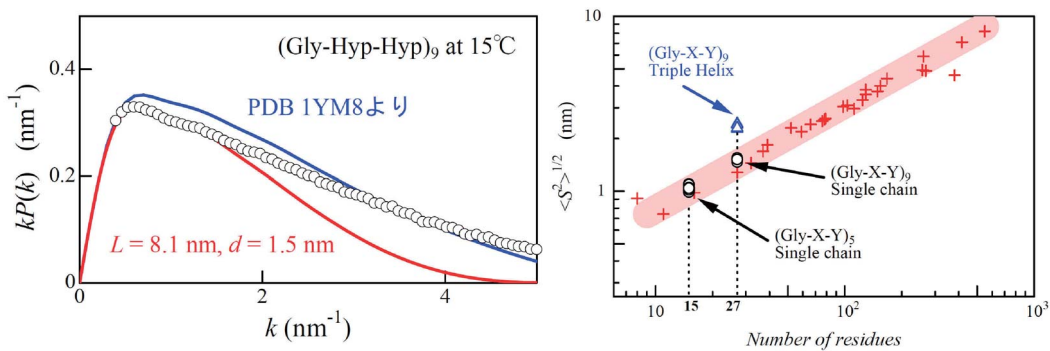 (Gly-Hyp-Hyp)9 at 15℃
PDB 1YM8より
L = 8.1 nm, d = 1.5 nm
kP(k) (nm⁻¹)
0.4
0.2
0
0 2 4
k (nm⁻¹)
<S²>^1/2 (nm)
10
1
(Gly-X-Y)9
Triple Helix
(Gly-X-Y)9
Single chain
(Gly-X-Y)5
Single chain
10 15 27 10² 10³
Number of residues